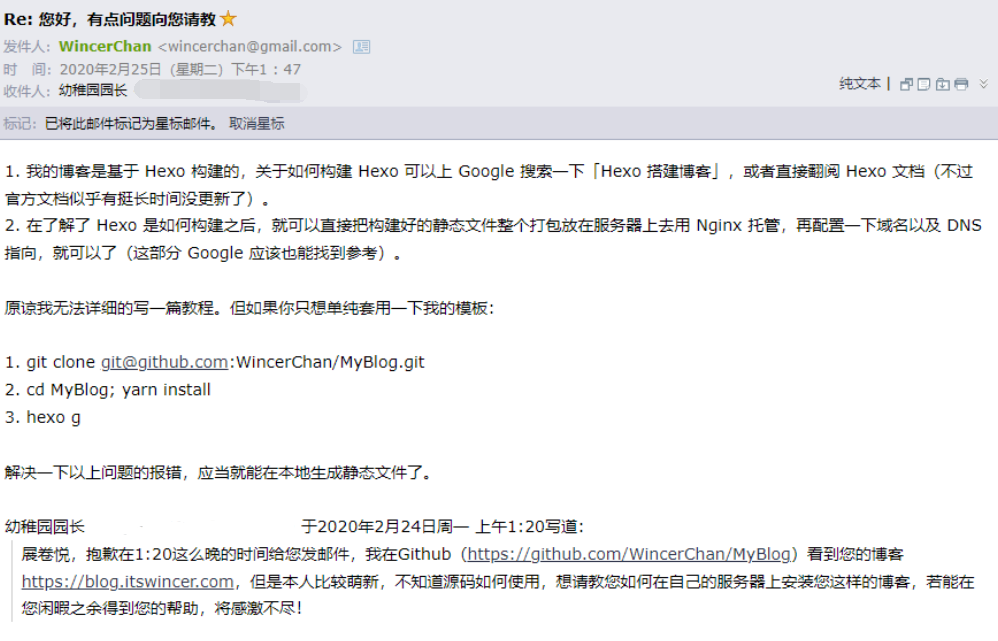 Re: 您好，有点问题向您请教
发件人：WincerChan <wincerchan@gmail.com>
时　间：2020年2月25日（星期二）下午1：47
收件人：幼稚园园长
纯文本 |
标记：已将此邮件标记为星标邮件。 取消星标
1. 我的博客是基于 Hexo 构建的，关于如何构建 Hexo 可以上 Google 搜索一下「Hexo 搭建博客」，或者直接翻阅 Hexo 文档（不过
官方文档似乎有挺长时间没更新了）。
2. 在了解了 Hexo 是如何构建之后，就可以直接把构建好的静态文件整个打包放在服务器上去用 Nginx 托管，再配置一下域名以及 DNS
指向，就可以了（这部分 Google 应该也能找到参考）。
原谅我无法详细的写一篇教程。但如果你只想单纯套用一下我的模板：
1. git clone git@github.com:WincerChan/MyBlog.git
2. cd MyBlog; yarn install
3. hexo g
解决一下以上问题的报错，应当就能在本地生成静态文件了。
幼稚园园长 于2020年2月24日周一 上午1:20写道：
展卷悦，抱歉在1:20这么晚的时间给您发邮件，我在Github（https://github.com/WincerChan/MyBlog）看到您的博客
https://blog.itswincer.com，但是本人比较萌新，不知道源码如何使用，想请教您如何在自己的服务器上安装您这样的博客，若能在
您闲暇之余得到您的帮助，将感激不尽！